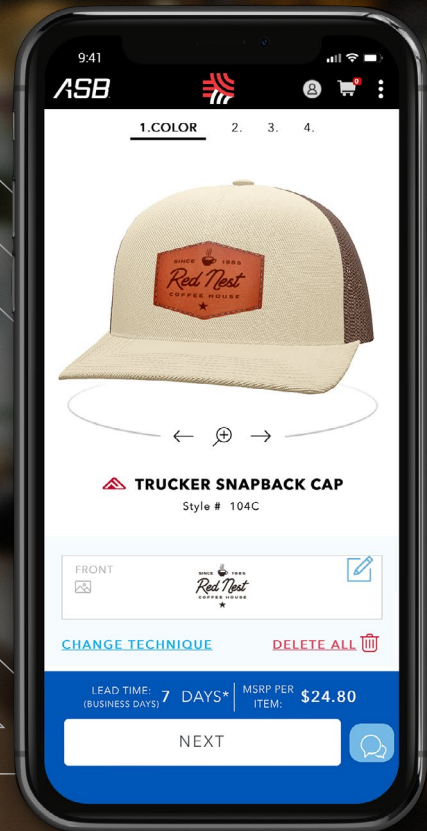 9:41
ASB
0
1.COLOR 2. 3. 4.
SINCE 1985
Red Nest
COFFEE HOUSE
TRUCKER SNAPBACK CAP
Style # 104C
FRONT
SINCE 1985
Red Nest
COFFEE HOUSE
CHANGE TECHNIQUE DELETE ALL
LEAD TIME: (BUSINESS DAYS) 7 DAYS* MSRP PER ITEM: $24.80
NEXT